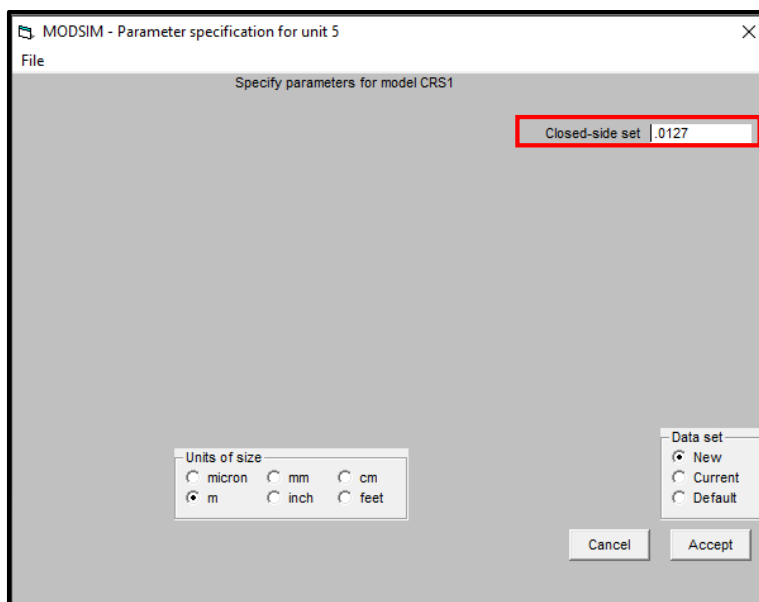 MODSIM - Parameter specification for unit 5
File
Specify parameters for model CRS1
Closed-side set .0127
Units of size
micron mm cm
m inch feet
Data set
New
Current
Default
Cancel Accept